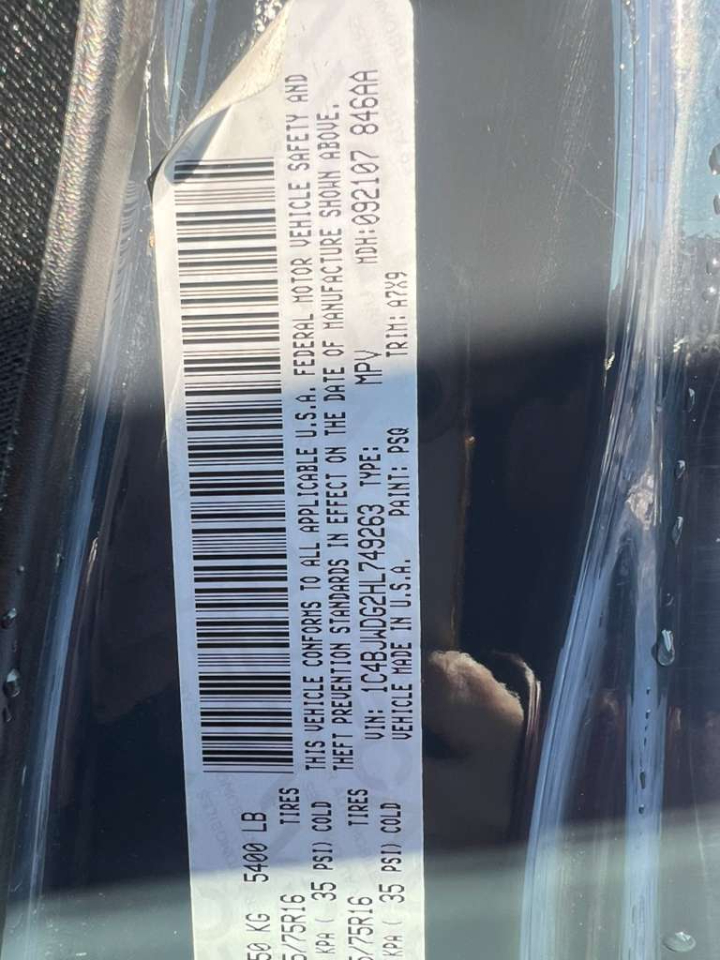 50 KG 5400 LB
5/75R16 TIRES
KPA ( 35 PSI) COLD
5/75R16 TIRES
KPA ( 35 PSI) COLD
THIS VEHICLE CONFORMS TO ALL APPLICABLE U.S.A. FEDERAL MOTOR VEHICLE SAFETY AND
THEFT PREVENTION STANDARDS IN EFFECT ON THE DATE OF MANUFACTURE SHOWN ABOVE.
VIN: 1C4BJWDG2HL749263 TYPE: MPV MDH:092107 846AA
VEHICLE MADE IN U.S.A. PAINT: PSQ TRIM: A7X9